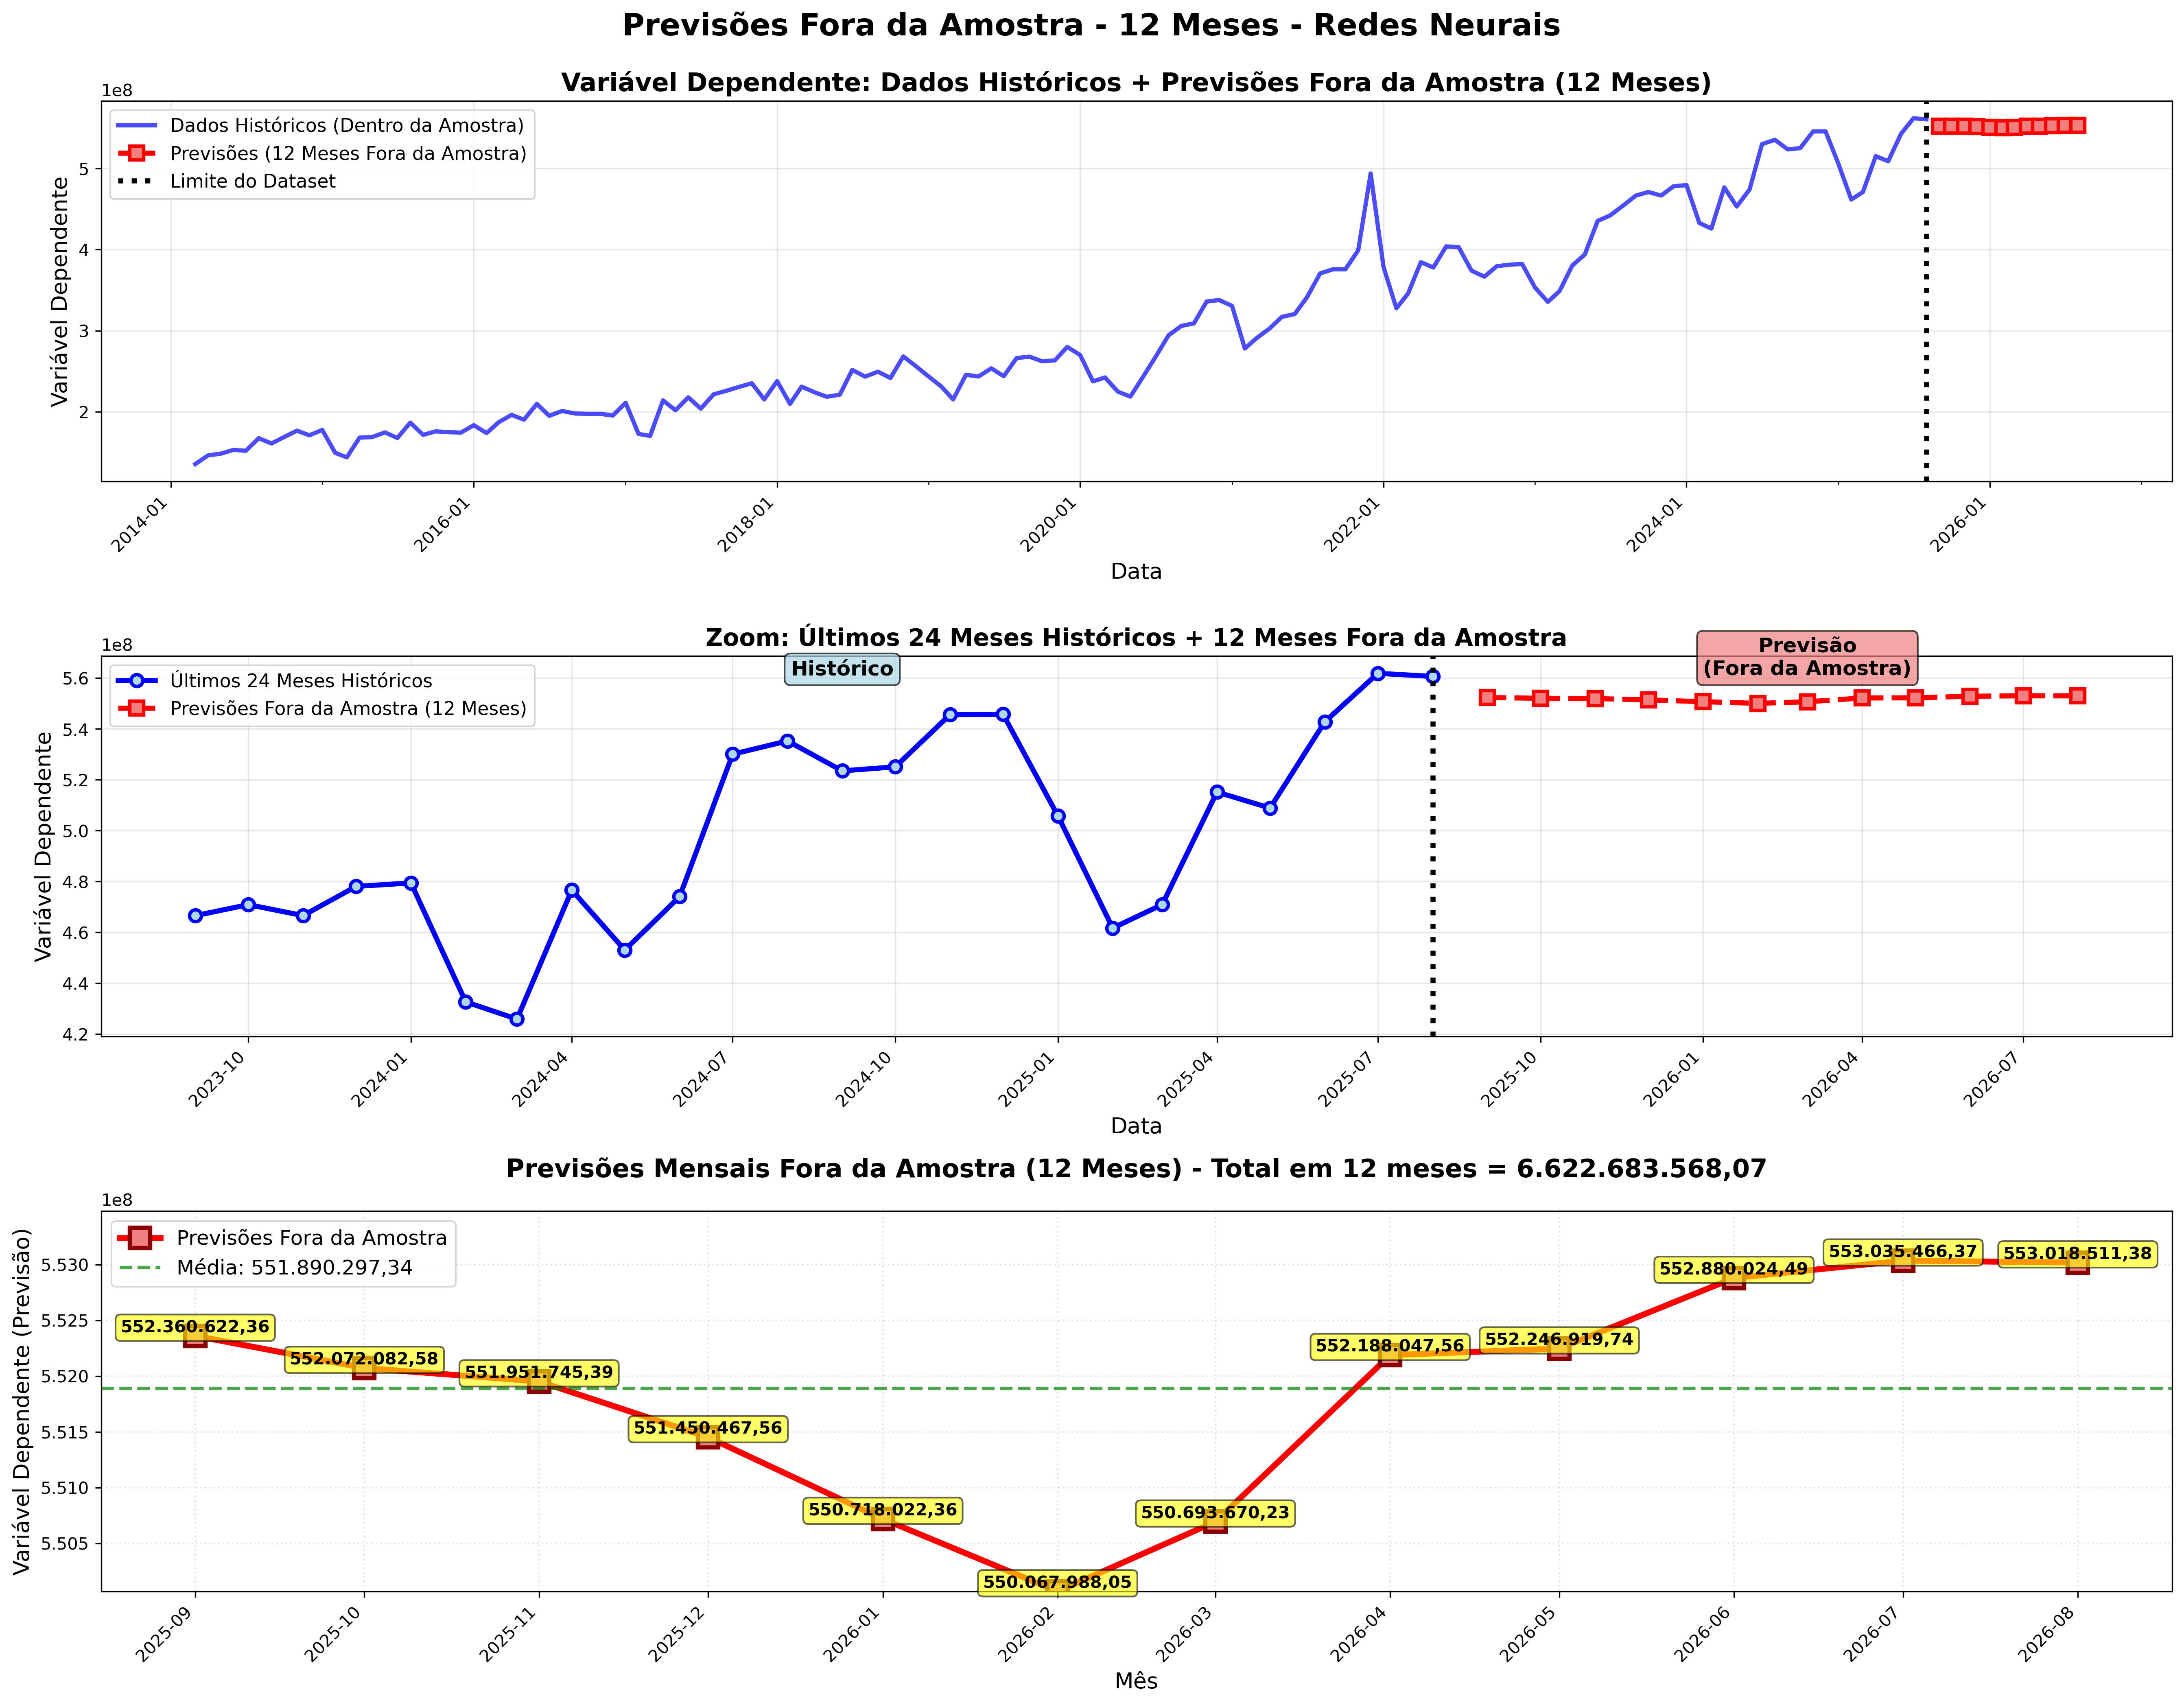 Previsões Fora da Amostra - 12 Meses - Redes Neurais
Variável Dependente: Dados Históricos + Previsões Fora da Amostra (12 Meses)
1e8
Dados Históricos (Dentro da Amostra)
Previsões (12 Meses Fora da Amostra)
Limite do Dataset
Variável Dependente
5
4
3
2
2014-01
2016-01
2018-01
2020-01
2022-01
2024-01
2026-01
Data
Zoom: Últimos 24 Meses Históricos + 12 Meses Fora da Amostra
1e8
Últimos 24 Meses Históricos
Previsões Fora da Amostra (12 Meses)
Histórico
Previsão
(Fora da Amostra)
Variável Dependente
5.6
5.4
5.2
5.0
4.8
4.6
4.4
4.2
2023-10
2024-01
2024-04
2024-07
2024-10
2025-01
2025-04
2025-07
2025-10
2026-01
2026-04
2026-07
Data
Previsões Mensais Fora da Amostra (12 Meses) - Total em 12 meses = 6.622.683.568,07
1e8
Previsões Fora da Amostra
Média: 551.890.297,34
Variável Dependente (Previsão)
5.530
5.525
5.520
5.515
5.510
5.505
552.360.622,36
552.072.082,58
551.951.745,39
551.450.467,56
550.718.022,36
550.067.988,05
550.693.670,23
552.188.047,56
552.246.919,74
552.880.024,49
553.035.466,37
553.018.511,38
2025-09
2025-10
2025-11
2025-12
2026-01
2026-02
2026-03
2026-04
2026-05
2026-06
2026-07
2026-08
Mês